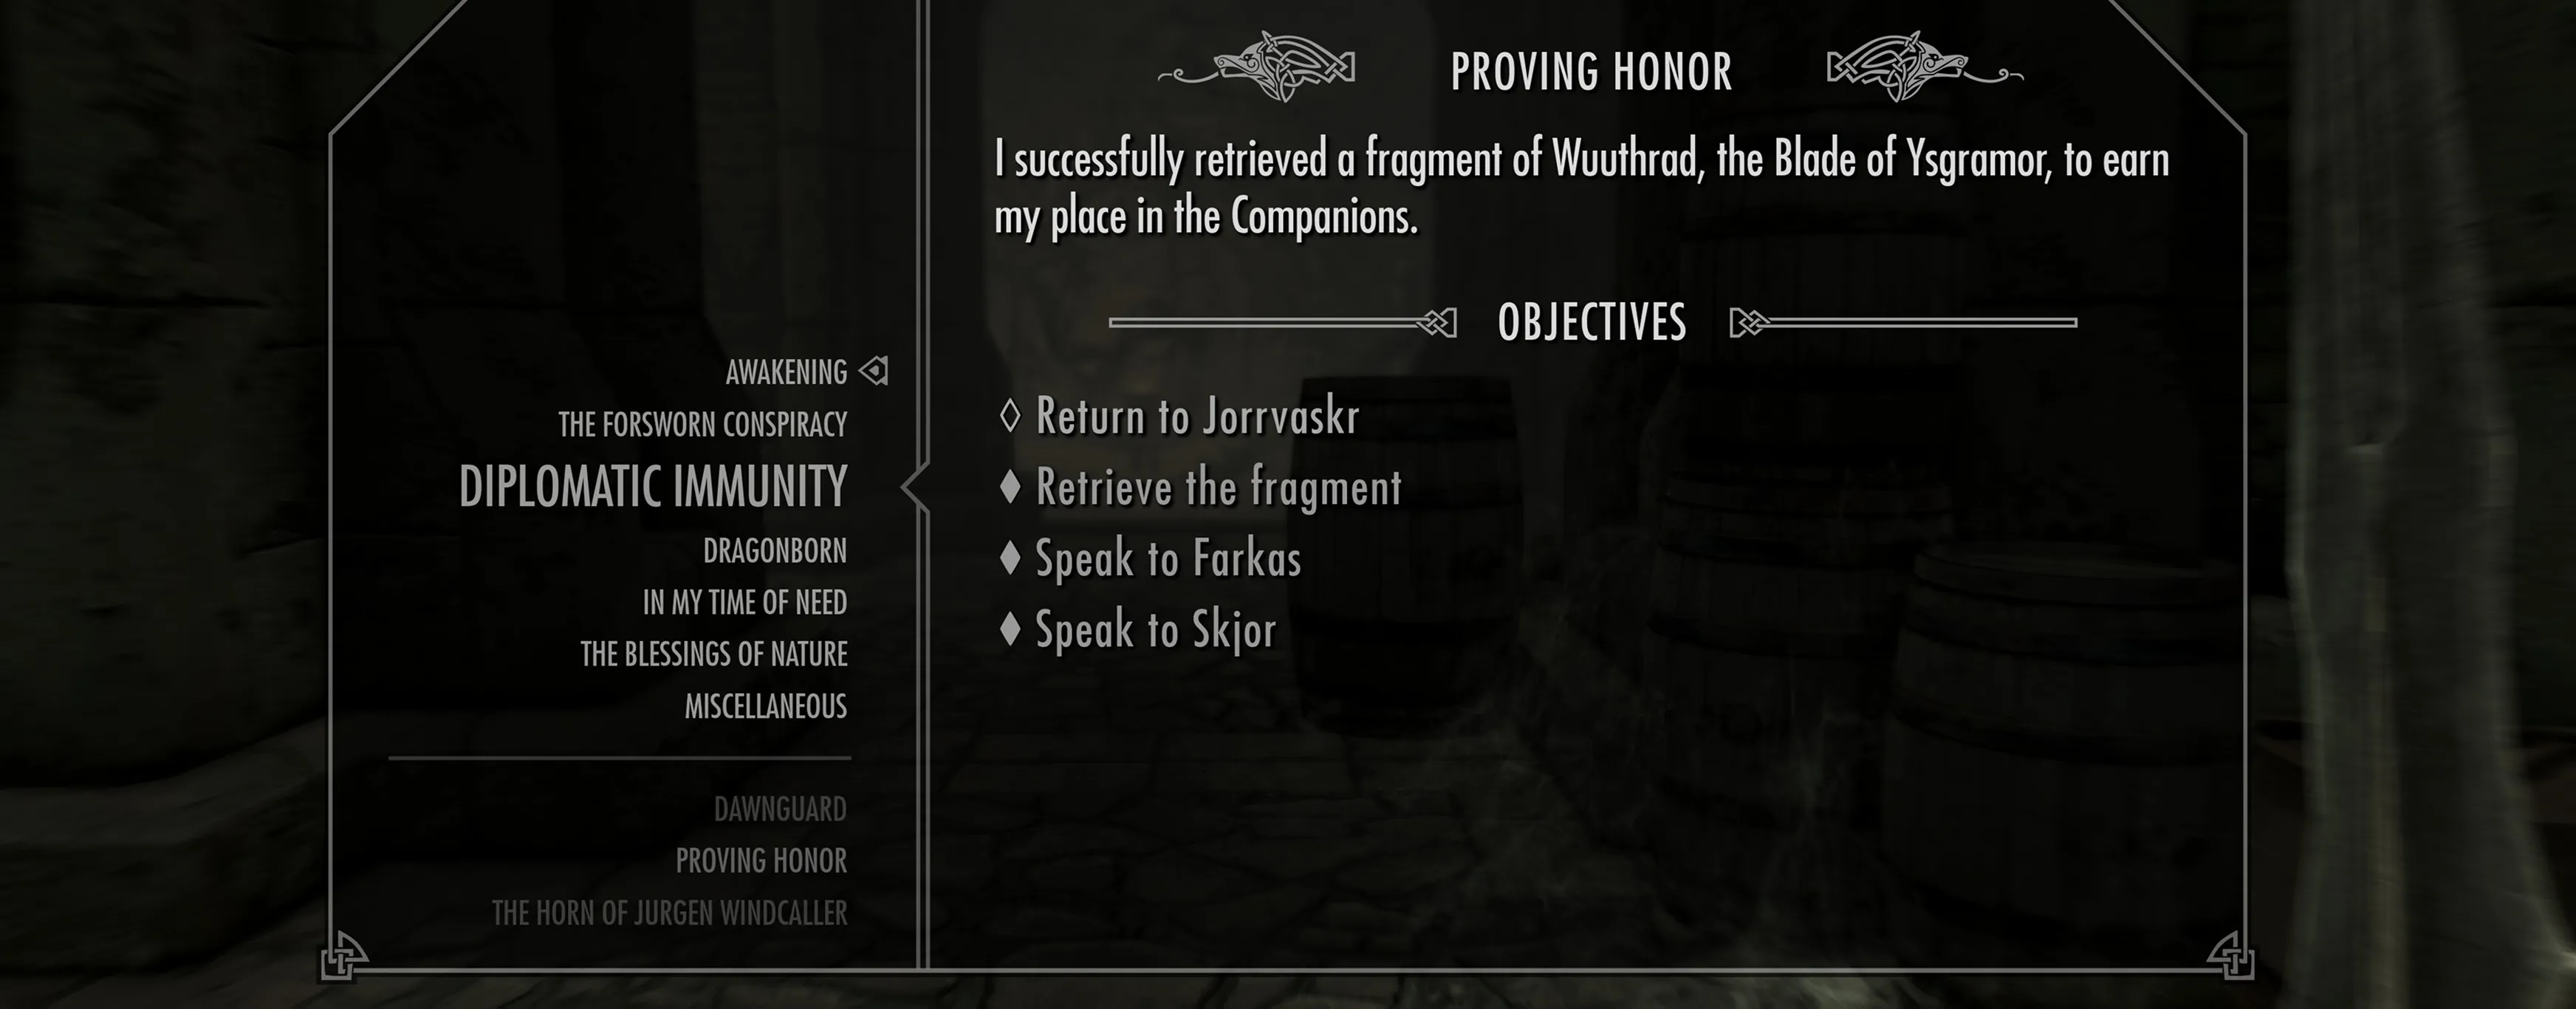 AWAKENING
THE FORSWORN CONSPIRACY
DIPLOMATIC IMMUNITY
DRAGONBORN
IN MY TIME OF NEED
THE BLESSINGS OF NATURE
MISCELLANEOUS
DAWNGUARD
PROVING HONOR
THE HORN OF JURGEN WINDCALLER
PROVING HONOR
I successfully retrieved a fragment of Wuuthrad, the Blade of Ysgramor, to earn
my place in the Companions.
OBJECTIVES
Return to Jorrvaskr
Retrieve the fragment
Speak to Farkas
Speak to Skjor